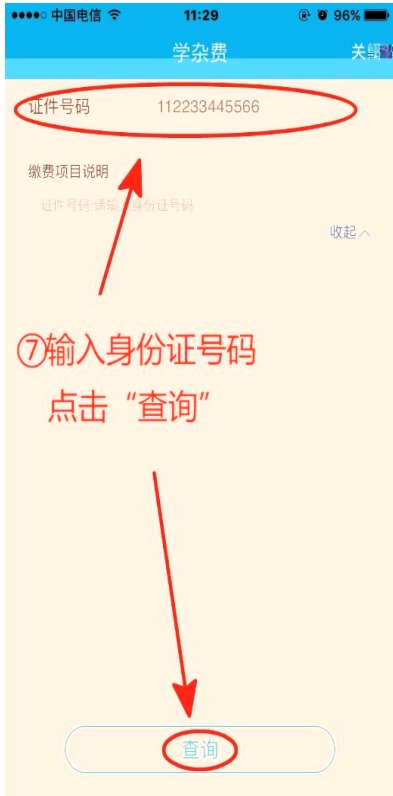 中国电信 11:29 96%
学杂费
证件号码 112233445566
缴费项目说明
证件号码:请输入身份证号码
收起
⑦输入身份证号码
点击“查询”
查询